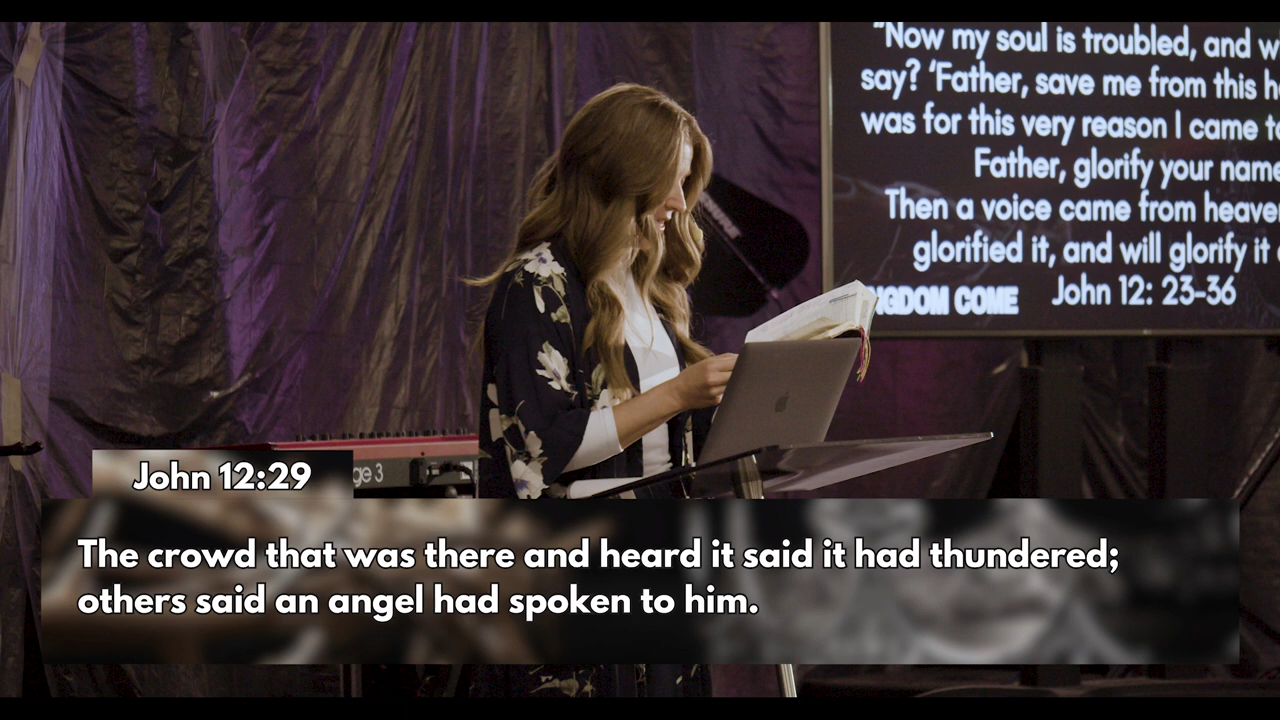 "Now my soul is troubled, and
say? 'Father, save me from this
was for this very reason I came
Father, glorify your name
Then a voice came from
glorified it, and will glorify it
John 12: 23-36
COME
ge 3
John 12:29
The crowd that was there and heard it said it had thundered;
others said an angel had spoken to him.